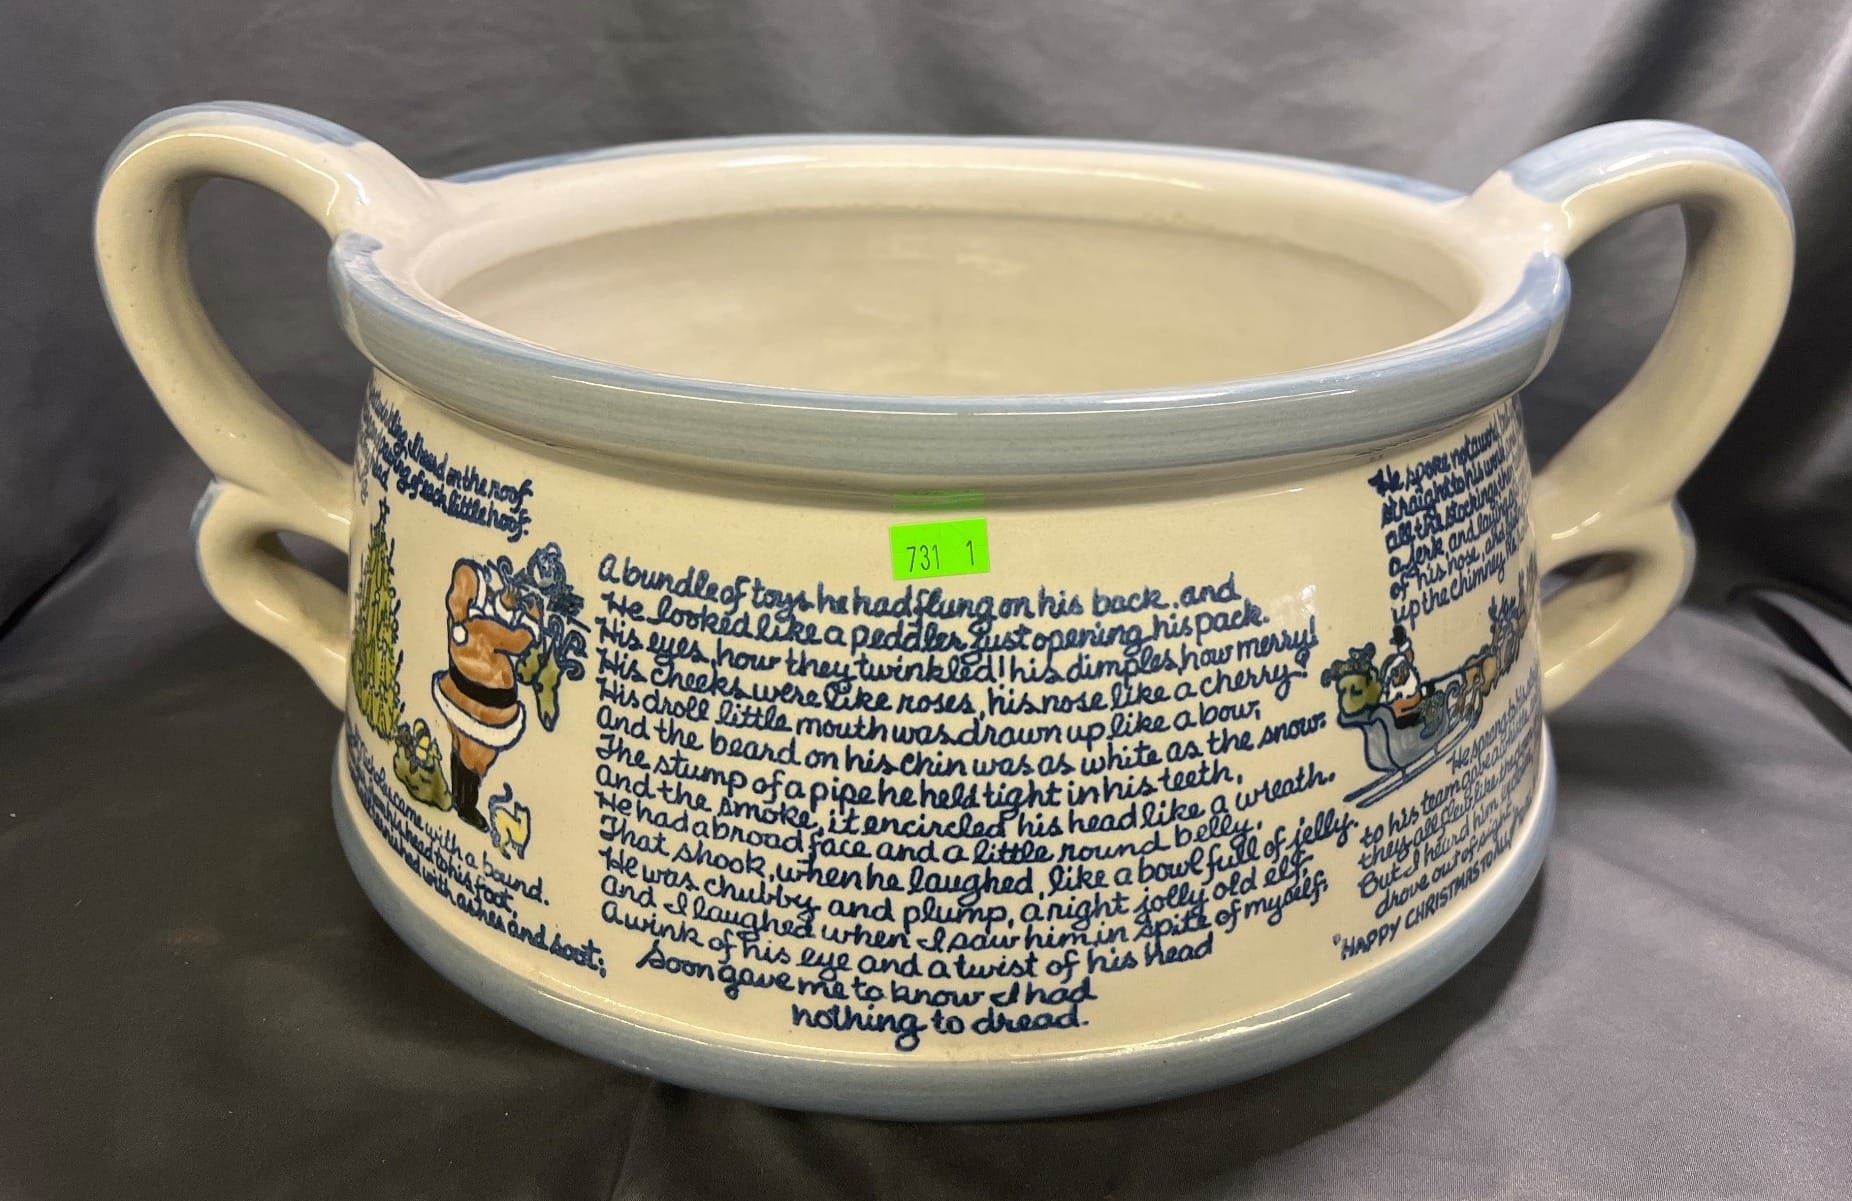 heard on the roof
pawing of each little hoof.
came with a bound.
his head to his foot,
tarnished with ashes and soot;
731 1
A bundle of toys he had flung on his back, and
He looked like a peddler just opening his pack.
His eyes, how they twinkled! his dimples, how merry!
His cheeks were like roses, his nose like a cherry!
His droll little mouth was drawn up like a bow,
and the beard on his chin was as white as the snow.
The stump of a pipe he held tight in his teeth,
and the smoke, it encircled his head like a wreath.
He had a broad face and a little round belly,
That shook, when he laughed, like a bowl full of jelly.
He was chubby and plump, a right jolly old elf,
and I laughed when I saw him in spite of myself;
A wink of his eye and a twist of his head
Soon gave me to know I had
nothing to dread.
He spoke not a word
straight to his work
all the stockings
a jerk, and laying
of his nose, and
up the chimney he
He sprang to
to his team gave a
they all flew like the
But I heard him
drove out of sight
"HAPPY CHRISTMAS TO ALL